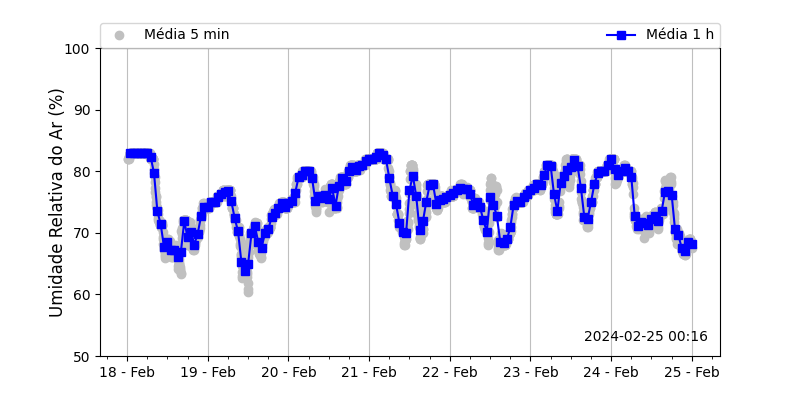 Média 5 min
Média 1 h
Umidade Relativa do Ar (%)
100
90
80
70
60
50
2024-02-25 00:16
18 - Feb
19 - Feb
20 - Feb
21 - Feb
22 - Feb
23 - Feb
24 - Feb
25 - Feb